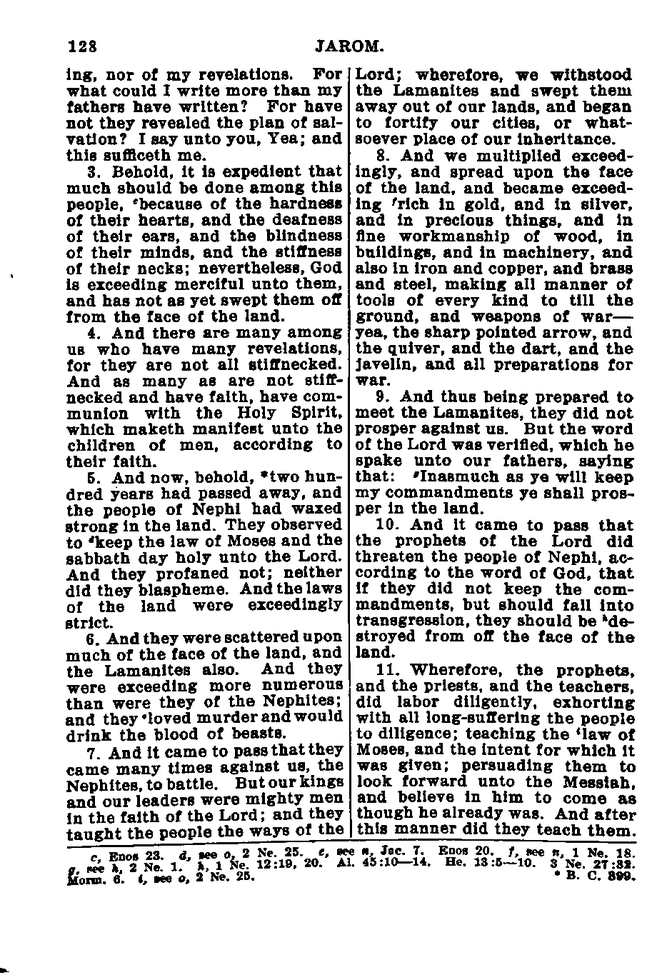 128
JAROM.
ing, nor of my revelations. For
what could I write more than my
fathers have written? For have
not they revealed the plan of sal-
vation? I say unto you, Yea; and
this sufficeth me.
3. Behold, it is expedient that
much should be done among this
people, cbecause of the hardness
of their hearts, and the deafness
of their ears, and the blindness
of their minds, and the stiffness
of their necks; nevertheless, God
is exceeding merciful unto them,
and has not as yet swept them off
from the face of the land.
4. And there are many among
us who have many revelations,
for they are not all stiffnecked.
And as many as are not stiff-
necked and have faith, have com-
munion with the Holy Spirit,
which maketh manifest unto the
children of men, according to
their faith.
5. And now, behold, *two hun-
dred years had passed away, and
the people of Nephi had waxed
strong in the land. They observed
to dkeep the law of Moses and the
sabbath day holy unto the Lord.
And they profaned not; neither
did they blaspheme. And the laws
of the land were exceedingly
strict.
6. And they were scattered upon
much of the face of the land, and
the Lamanites also. And they
were exceeding more numerous
than were they of the Nephites;
and they eloved murder and would
drink the blood of beasts.
7. And it came to pass that they
came many times against us, the
Nephites, to battle. But our kings
and our leaders were mighty men
in the faith of the Lord; and they
taught the people the ways of the
Lord; wherefore, we withstood
the Lamanites and swept them
away out of our lands, and began
to fortify our cities, or what-
soever place of our inheritance.
8. And we multiplied exceed-
ingly, and spread upon the face
of the land, and became exceed-
ing frich in gold, and in silver,
and in precious things, and in
fine workmanship of wood, in
buildings, and in machinery, and
also in iron and copper, and brass
and steel, making all manner of
tools of every kind to till the
ground, and weapons of war—
yea, the sharp pointed arrow, and
the quiver, and the dart, and the
javelin, and all preparations for
war.
9. And thus being prepared to
meet the Lamanites, they did not
prosper against us. But the word
of the Lord was verified, which he
spake unto our fathers, saying
that: gInasmuch as ye will keep
my commandments ye shall pros-
per in the land.
10. And it came to pass that
the prophets of the Lord did
threaten the people of Nephi, ac-
cording to the word of God, that
if they did not keep the com-
mandments, but should fall into
transgression, they should be hde-
stroyed from off the face of the
land.
11. Wherefore, the prophets,
and the priests, and the teachers,
did labor diligently, exhorting
with all long-suffering the people
to diligence; teaching the ilaw of
Moses, and the intent for which it
was given; persuading them to
look forward unto the Messiah,
and believe in him to come as
though he already was. And after
this manner did they teach them.
c, Enos 23. d, see o, 2 Ne. 25. e, see n, Jac. 7. Enos 20. f, see n, 1 Ne. 18.
g, see h, 2 Ne. 1. h, 1 Ne. 12:19, 20. Al. 45:10—14. He. 13:5—10. 3 Ne. 27:32.
Morm. 6. i, see o, 2 Ne. 25. * B. C. 399.